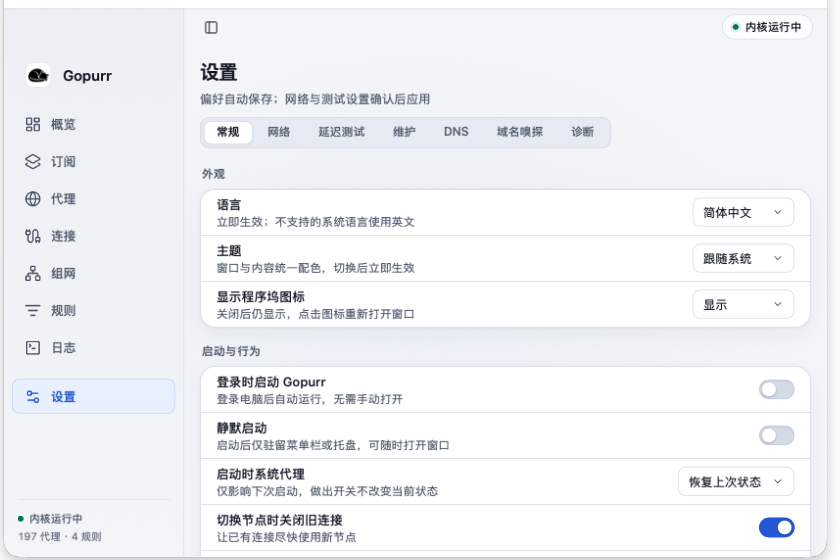 内核运行中
Gopurr
概览
订阅
代理
连接
组网
规则
日志
设置
内核运行中
197 代理 · 4 规则
设置
偏好自动保存；网络与测试设置确认后应用
常规 网络 延迟测试 维护 DNS 域名嗅探 诊断
外观
语言
立即生效；不支持的系统语言使用英文
简体中文
主题
窗口与内容统一配色，切换后立即生效
跟随系统
显示程序坞图标
关闭后仍显示，点击图标重新打开窗口
显示
启动与行为
登录时启动 Gopurr
登录电脑后自动运行，无需手动打开
静默启动
启动后仅驻留菜单栏或托盘，可随时打开窗口
启动时系统代理
仅影响下次启动，做出开关不改变当前状态
恢复上次状态
切换节点时关闭旧连接
让已有连接尽快使用新节点